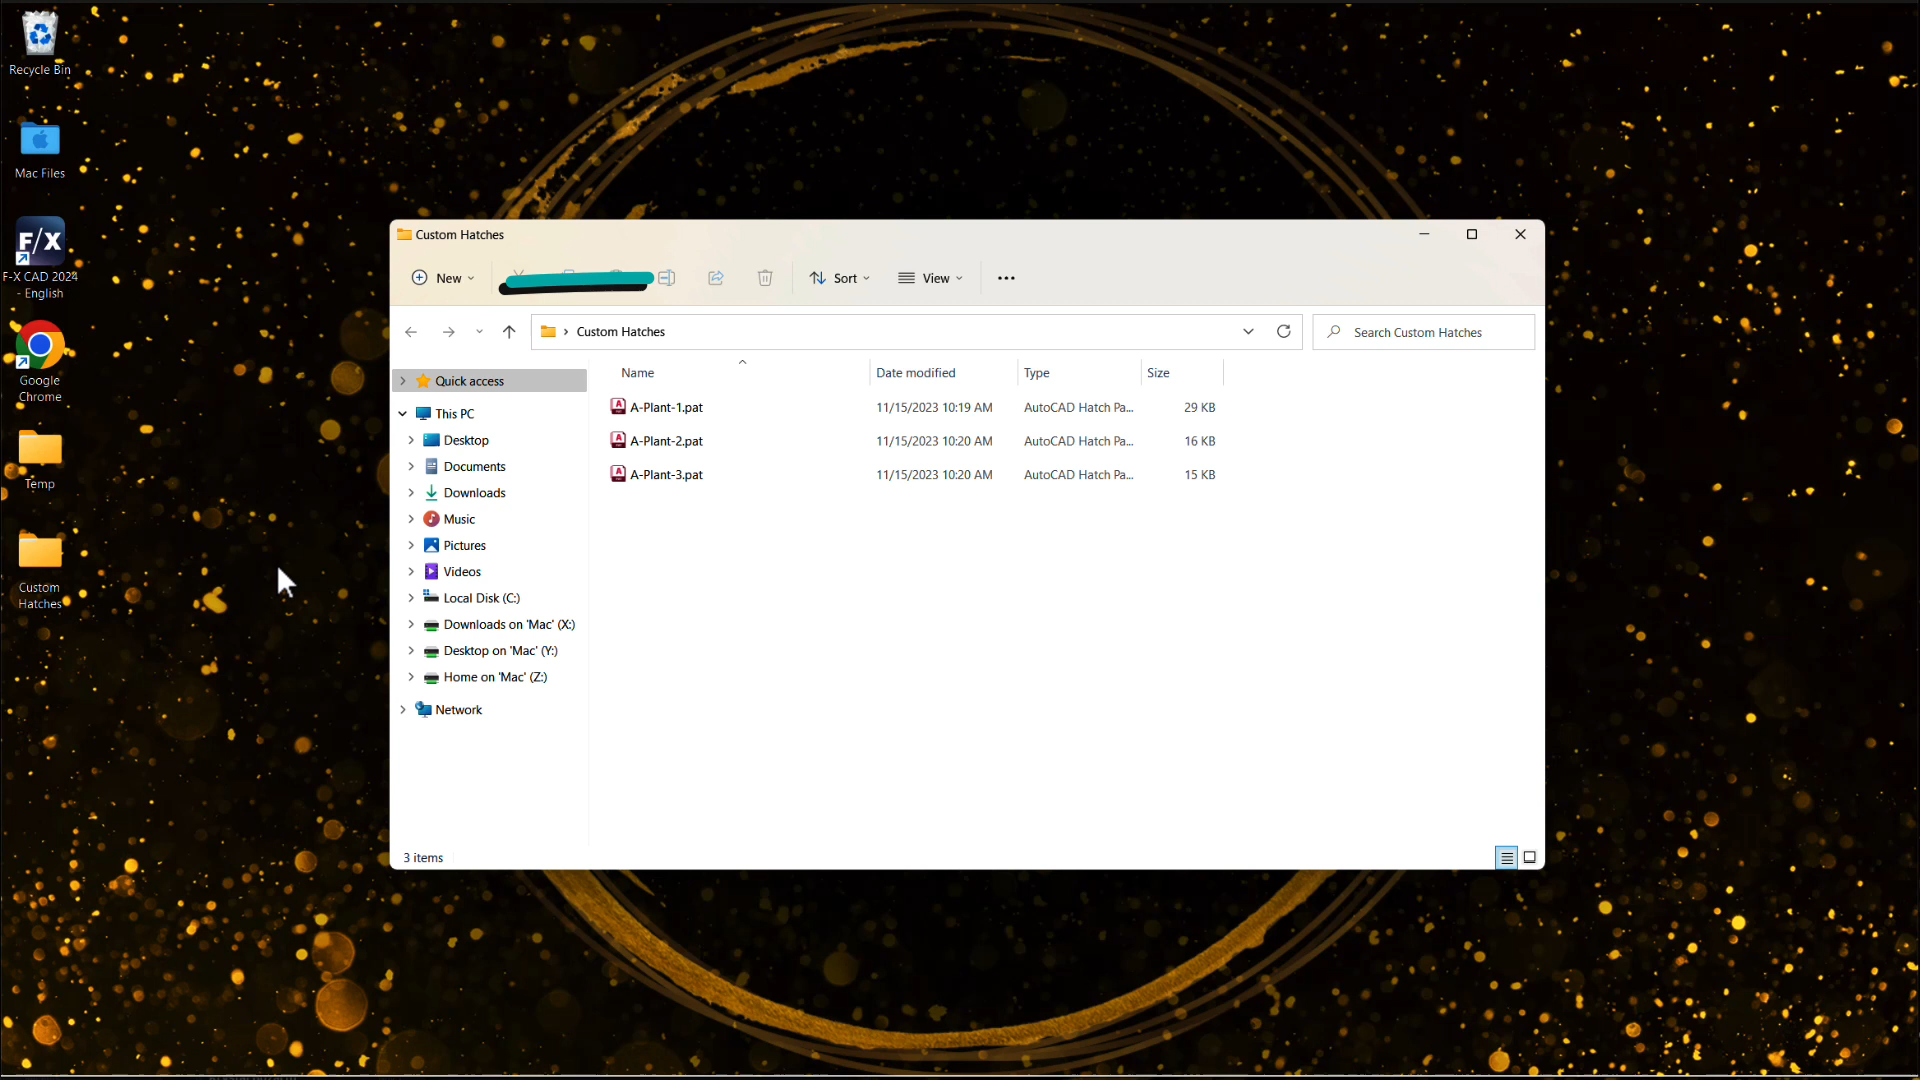 Recycle Bin
Mac Files
F/X
F-X CAD 2024
- English
Google
Chrome
Temp
Custom
Hatches
Custom Hatches
New
Sort
View
Custom Hatches
Search Custom Hatches
Quick access
This PC
Desktop
Documents
Downloads
Music
Pictures
Videos
Local Disk (C:)
Downloads on 'Mac' (X:)
Desktop on 'Mac' (Y:)
Home on 'Mac' (Z:)
Network
Name Date modified Type Size
A-Plant-1.pat 11/15/2023 10:19 AM AutoCAD Hatch Pa... 29 KB
A-Plant-2.pat 11/15/2023 10:20 AM AutoCAD Hatch Pa... 16 KB
A-Plant-3.pat 11/15/2023 10:20 AM AutoCAD Hatch Pa... 15 KB
3 items